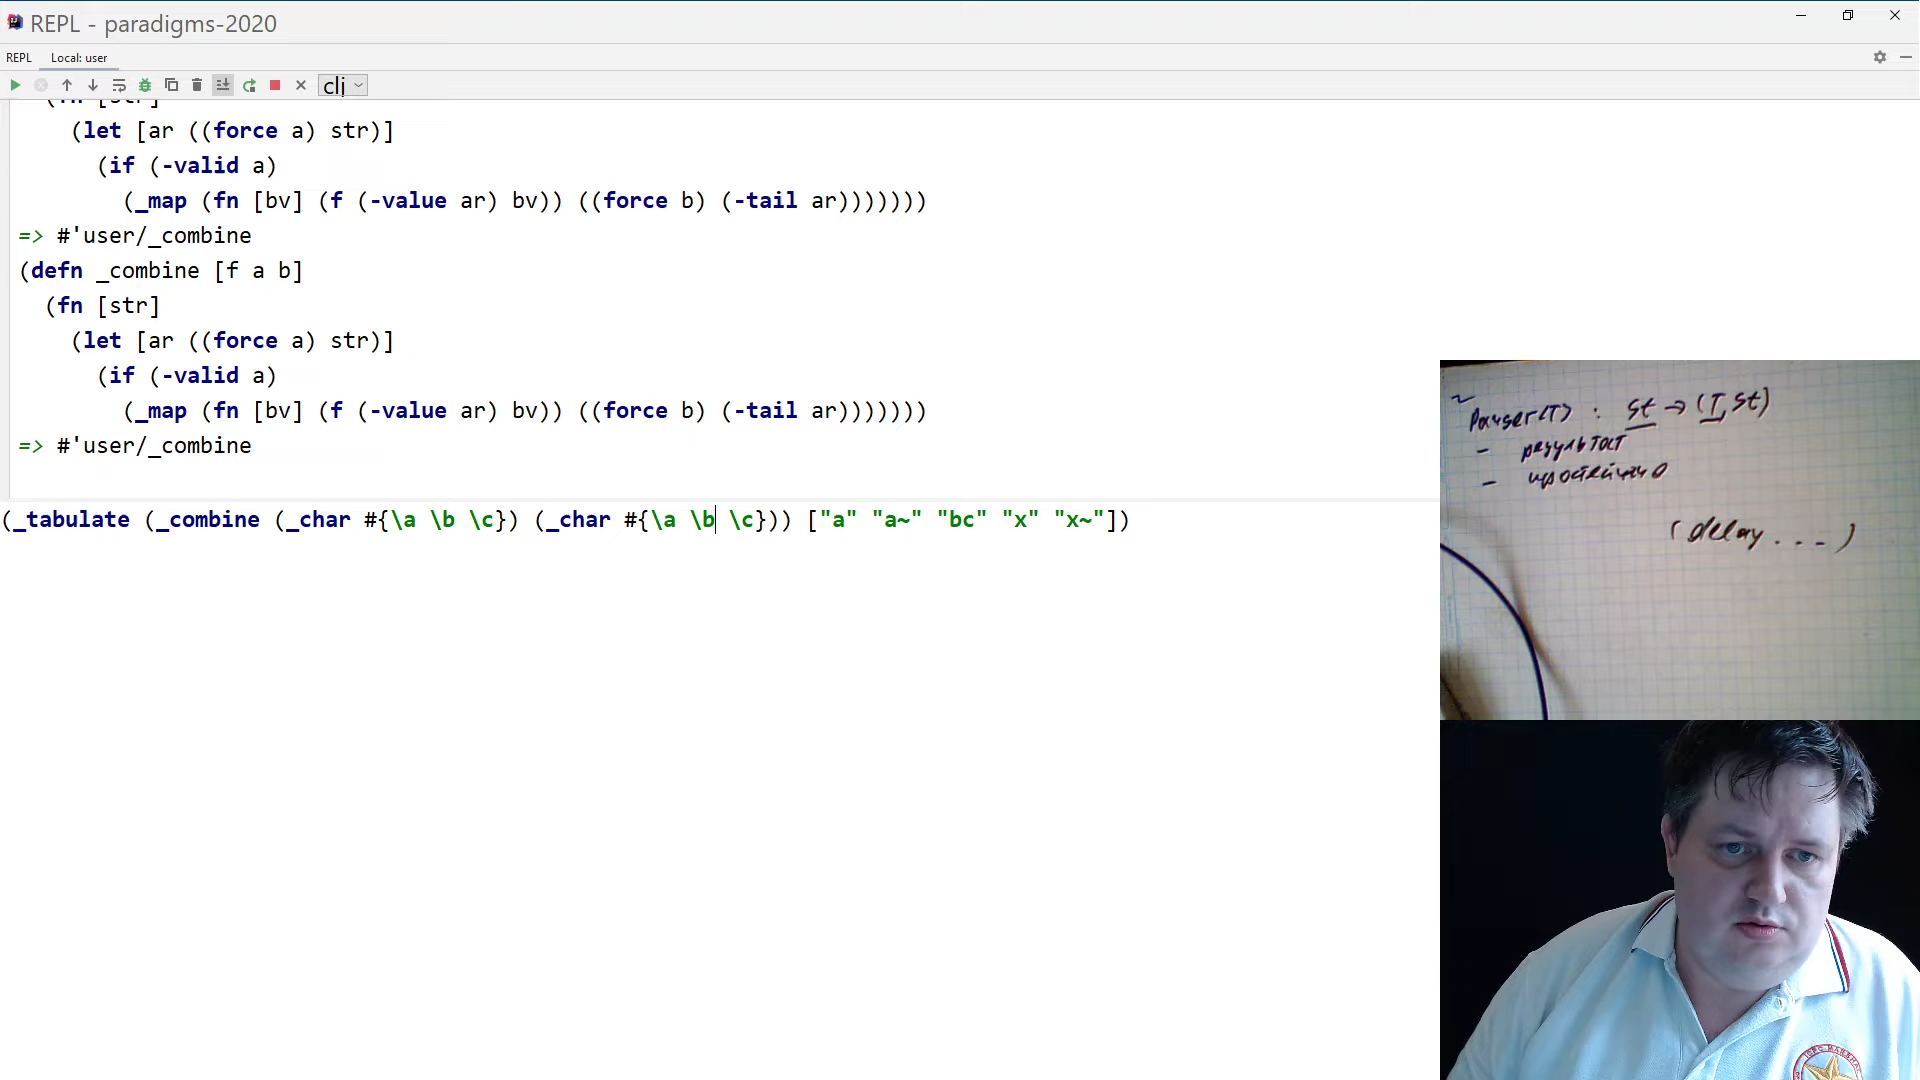 REPL - paradigms-2020
REPL Local: user
clj
(fn [str]
(let [ar ((force a) str)]
(if (-valid a)
(_map (fn [bv] (f (-value ar) bv)) ((force b) (-tail ar)))))))
=> #'user/_combine
(defn _combine [f a b]
(fn [str]
(let [ar ((force a) str)]
(if (-valid a)
(_map (fn [bv] (f (-value ar) bv)) ((force b) (-tail ar)))))))
=> #'user/_combine
(_tabulate (_combine (_char #{\a \b \c}) (_char #{\a \b \c})) ["a" "a~" "bc" "x" "x~"])
: St → (T, St)
- результат
-
(delay . . . )